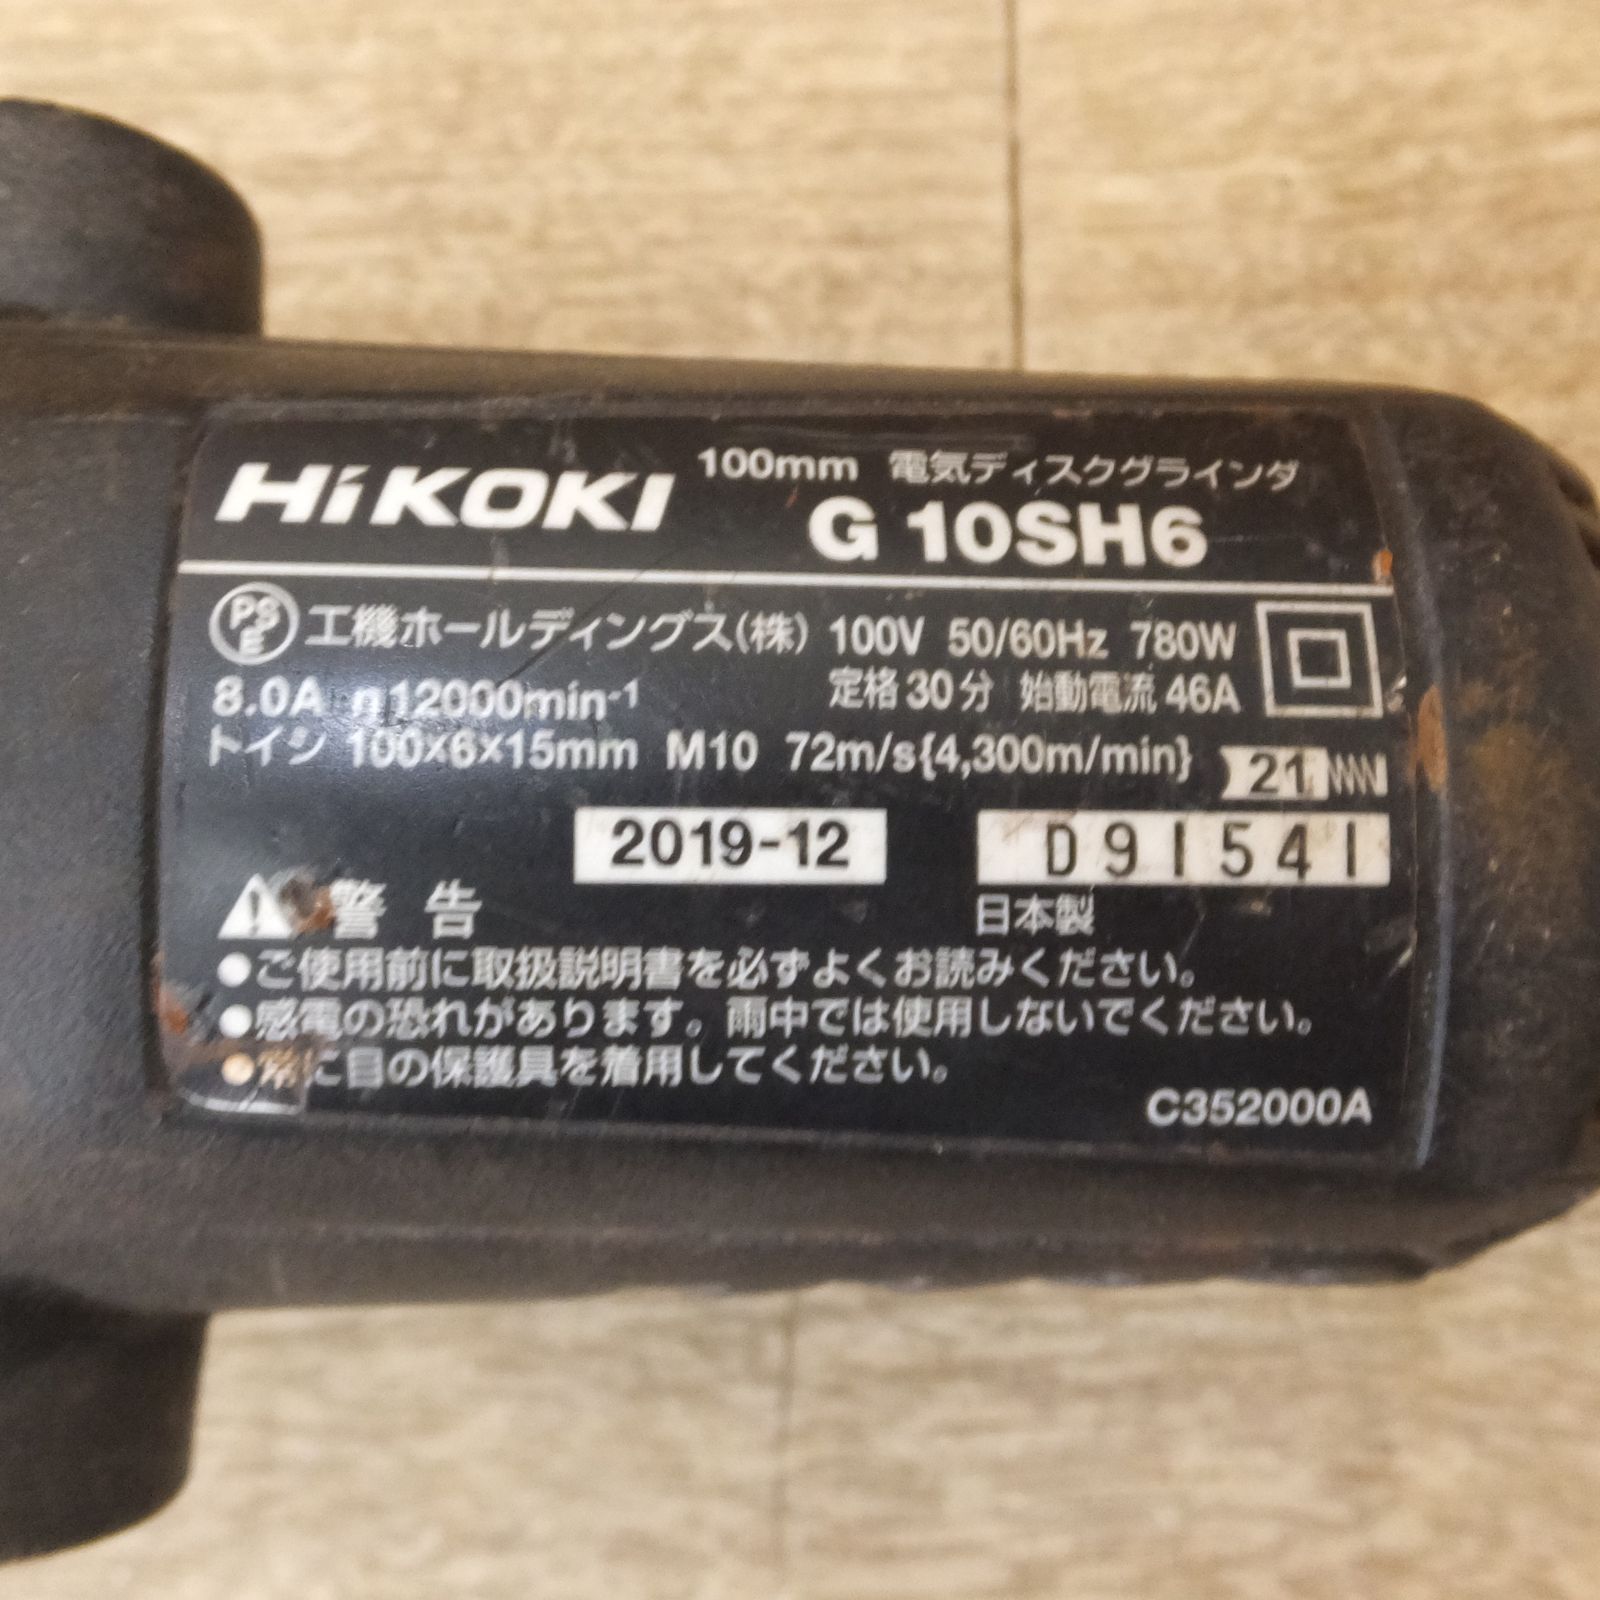 HiKOKI 100mm 電気ディスクグラインダ
G 10SH6
PSE 工機ホールディングス(株) 100V 50/60Hz 780W
8.0A n 12000min-1 定格30分 始動電流46A
トイシ 100×6×15mm M10 72m/s{4,300m/min} 21
2019-12 D91541
警告 日本製
●ご使用前に取扱説明書を必ずよくお読みください。
●感電の恐れがあります。雨中では使用しないでください。
●常に目の保護具を着用してください。
C352000A